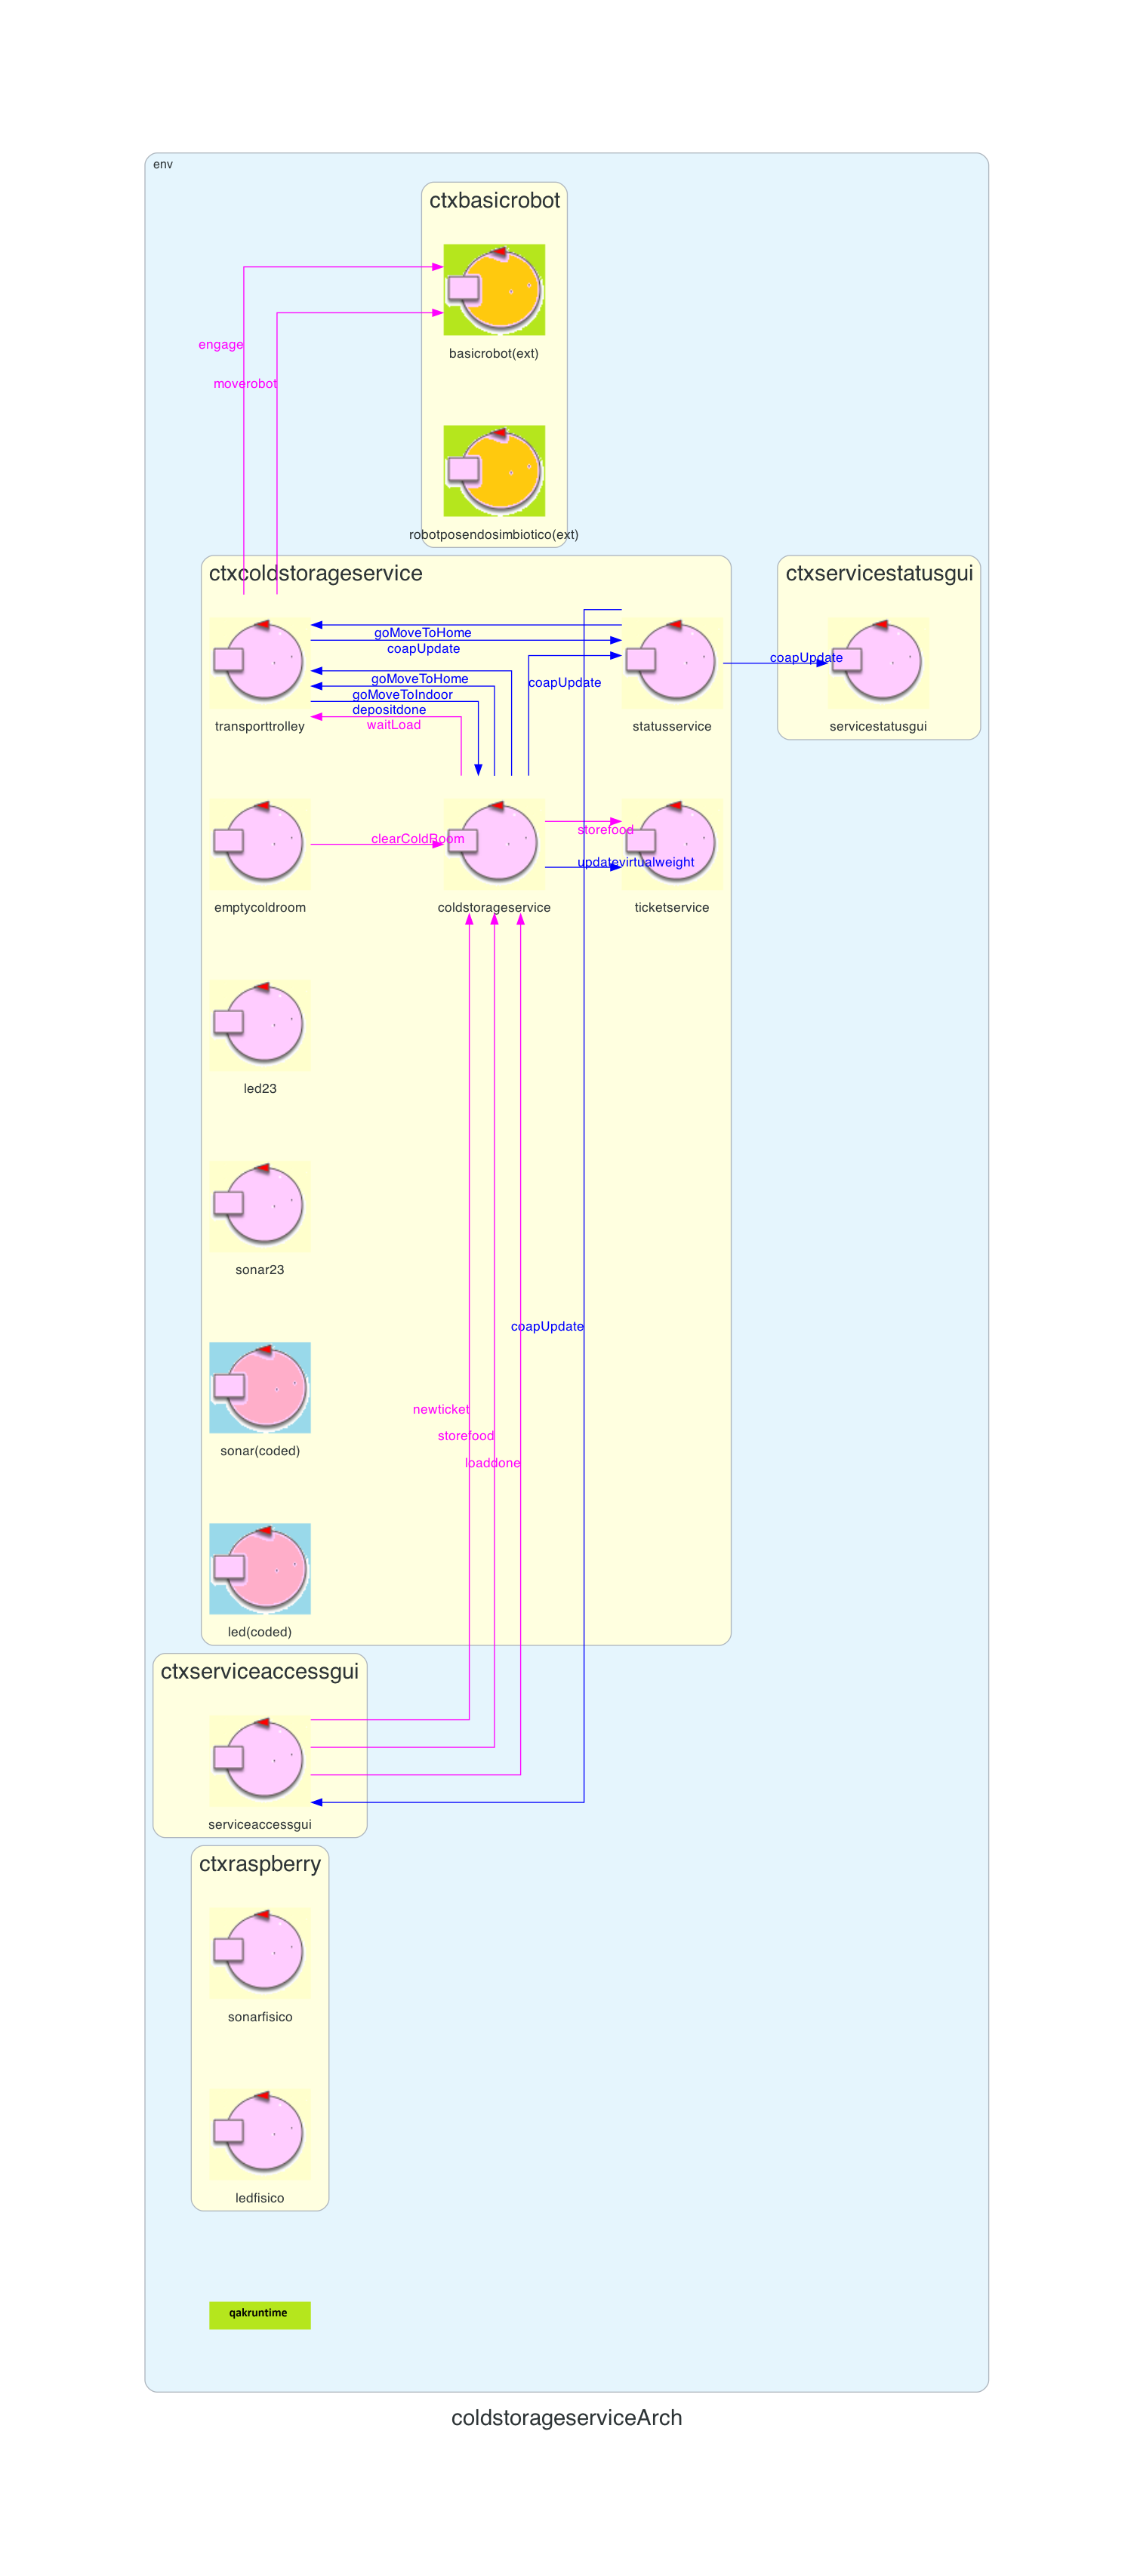 env
ctxbasicrobot
engage
basicrobot(ext)
moverobot
robotposendosimbiotico(ext)
ctxcoldstorageservice
ctxservicestatusgui
goMoveToHome
coapUpdate
coapUpdate
goMoveToHome
coapUpdate
goMoveToIndoor
depositdone
waitLoad
transporttrolley
statusservice
servicestatusgui
clearColdRoom
storefood
updatevirtualweight
emptycoldroom
coldstorageservice
ticketservice
led23
sonar23
coapUpdate
newticket
storefood
loaddone
sonar(coded)
led(coded)
ctxserviceaccessgui
serviceaccessgui
ctxraspberry
sonarfisico
ledfisico
qakruntime
coldstorageserviceArch